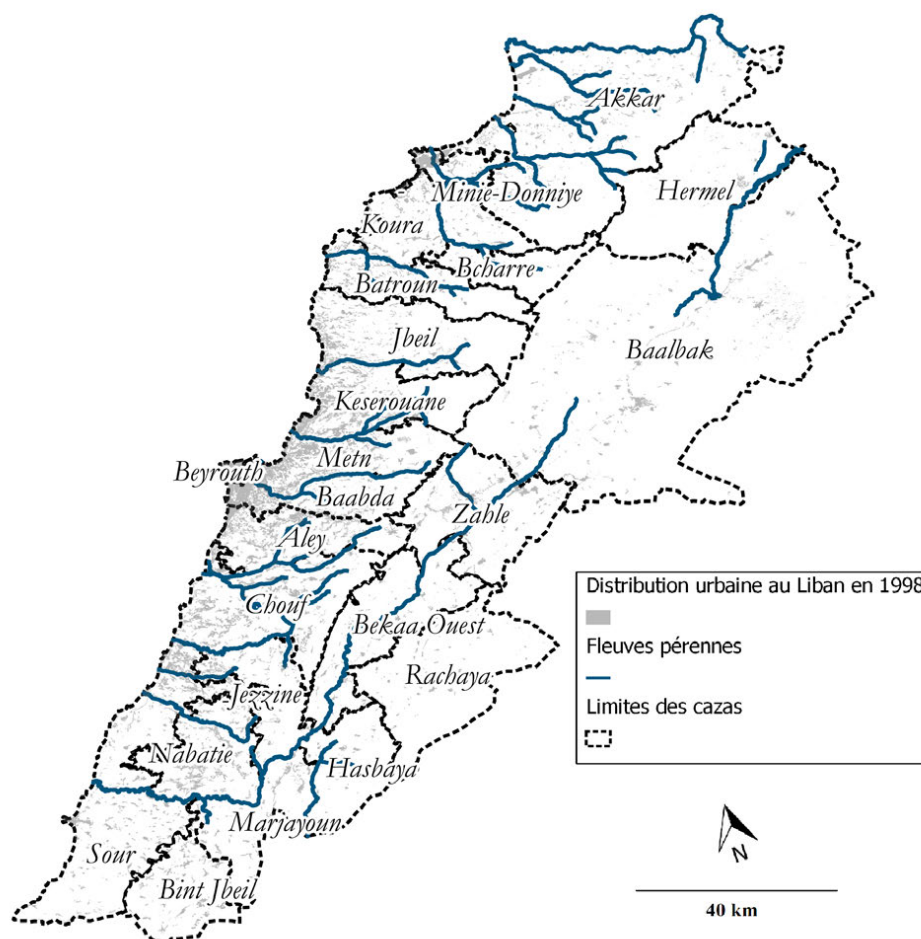 Akkar
Hermel
Minie-Donniye
Koura
Bcharre
Batroun
Jbeil
Baalbak
Keserouane
Metn
Beyrouth
Baabda
Zahle
Aley
Chouf
Bekaa Ouest
Rachaya
Jezzine
Nabatie
Hasbaya
Marjayoun
Sour
Bint Jbeil
Distribution urbaine au Liban en 1998
Fleuves pérennes
Limites des cazas
N
40 km